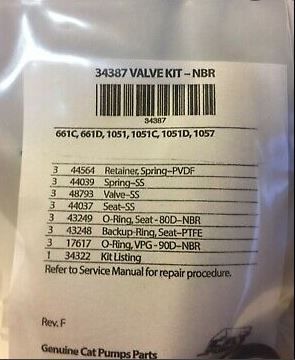 34387 VALVE KIT – NBR
34387
661C, 661D, 1051, 1051C, 1051D, 1057
3 44564 Retainer, Spring–PVDF
3 44039 Spring–SS
3 48793 Valve–SS
3 44037 Seat–SS
3 43249 O-Ring, Seat - 80D–NBR
3 43248 Backup-Ring, Seat–PTFE
3 17617 O-Ring, VPG - 90D–NBR
1 34322 Kit Listing
Refer to Service Manual for repair procedure.
Rev. F
Genuine Cat Pumps Parts